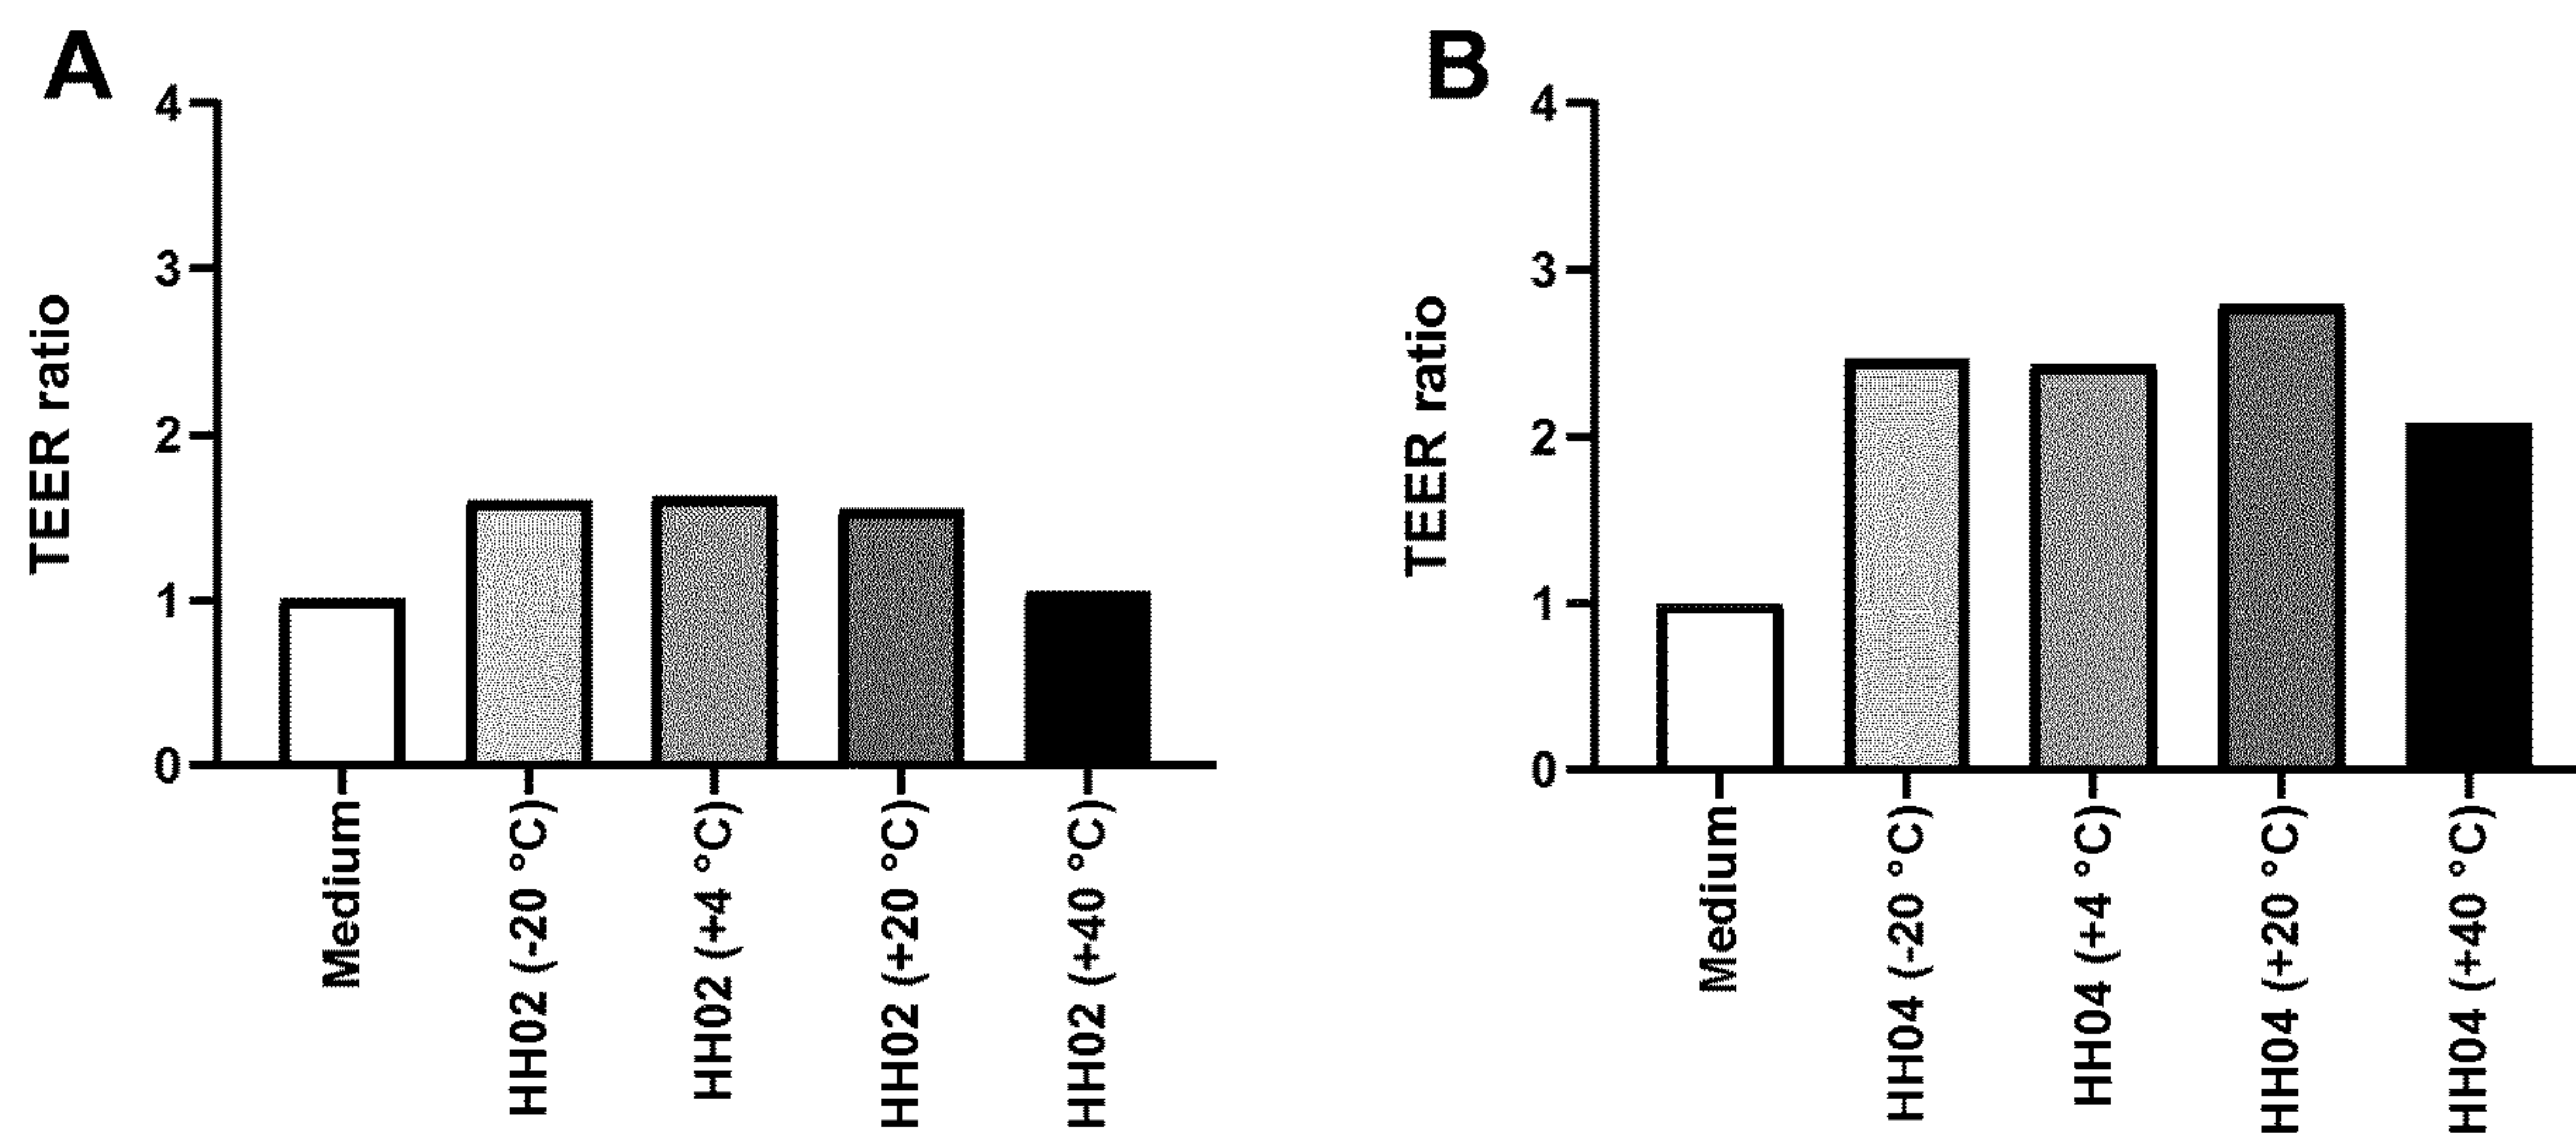 A
4
3
2
1
0
TEER ratio
Medium
HH02 (-20 °C)
HH02 (+4 °C)
HH02 (+20 °C)
HH02 (+40 °C)
B
4
3
2
1
0
TEER ratio
Medium
HH04 (-20 °C)
HH04 (+4 °C)
HH04 (+20 °C)
HH04 (+40 °C)